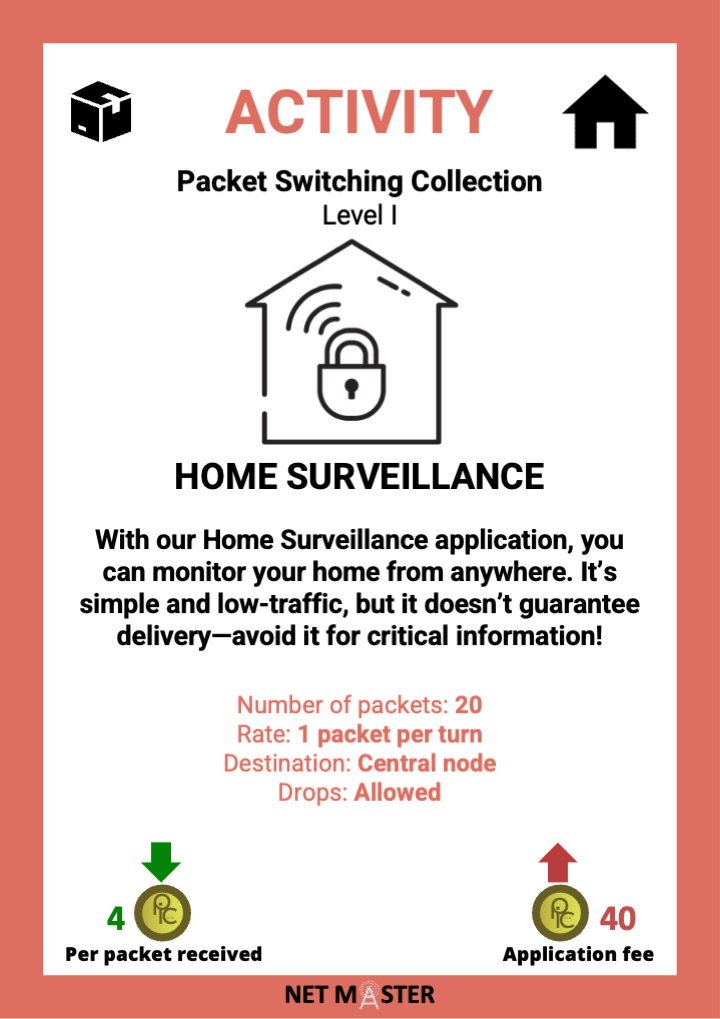 ACTIVITY
Packet Switching Collection
Level I
HOME SURVEILLANCE
With our Home Surveillance application, you
can monitor your home from anywhere. It’s
simple and low-traffic, but it doesn’t guarantee
delivery—avoid it for critical information!
Number of packets: 20
Rate: 1 packet per turn
Destination: Central node
Drops: Allowed
4 PTC
Per packet received
PTC 40
Application fee
NET MASTER